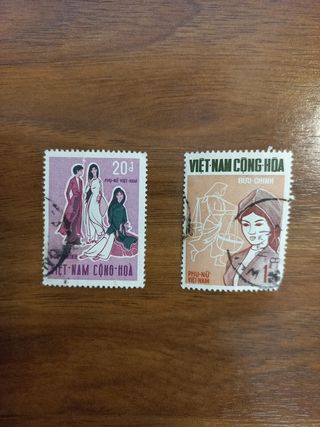 20đ
PHỤ-NỮ VIỆT-NAM
VIỆT-NAM CỘNG-HÒA
VIỆT-NAM CỘNG-HÒA
BƯU-CHÍNH
PHỤ-NỮ
VIỆT-NAM